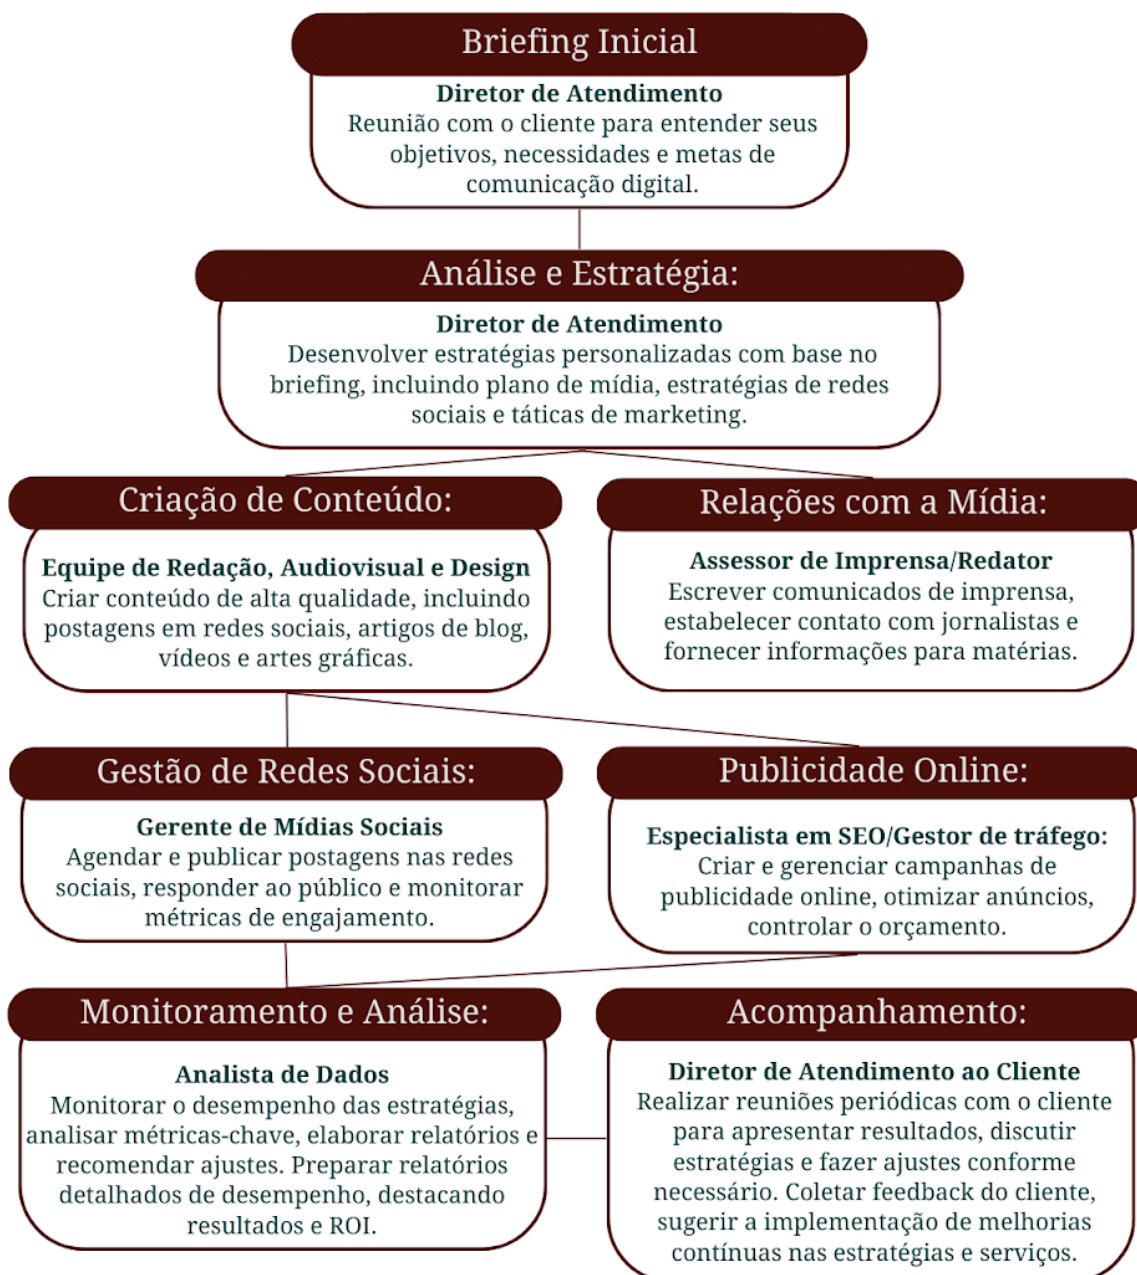 Briefing Inicial
Diretor de Atendimento
Reunião com o cliente para entender seus
objetivos, necessidades e metas de
comunicação digital.
Análise e Estratégia:
Diretor de Atendimento
Desenvolver estratégias personalizadas com base no
briefing, incluindo plano de mídia, estratégias de redes
sociais e táticas de marketing.
Criação de Conteúdo:
Equipe de Redação, Audiovisual e Design
Criar conteúdo de alta qualidade, incluindo
postagens em redes sociais, artigos de blog,
vídeos e artes gráficas.
Relações com a Mídia:
Assessor de Imprensa/Redator
Escrever comunicados de imprensa,
estabelecer contato com jornalistas e
fornecer informações para matérias.
Gestão de Redes Sociais:
Gerente de Mídias Sociais
Agendar e publicar postagens nas redes
sociais, responder ao público e monitorar
métricas de engajamento.
Publicidade Online:
Especialista em SEO/Gestor de tráfego:
Criar e gerenciar campanhas de
publicidade online, otimizar anúncios,
controlar o orçamento.
Monitoramento e Análise:
Analista de Dados
Monitorar o desempenho das estratégias,
analisar métricas-chave, elaborar relatórios e
recomendar ajustes. Preparar relatórios
detalhados de desempenho, destacando
resultados e ROI.
Acompanhamento:
Diretor de Atendimento ao Cliente
Realizar reuniões periódicas com o cliente
para apresentar resultados, discutir
estratégias e fazer ajustes conforme
necessário. Coletar feedback do cliente,
sugerir a implementação de melhorias
contínuas nas estratégias e serviços.